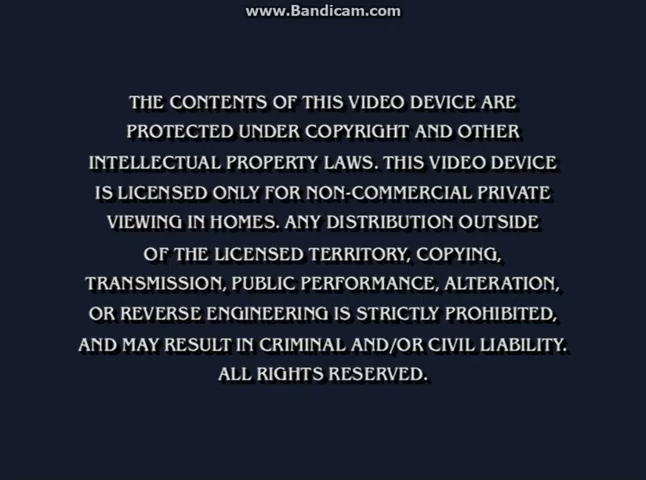 www.Bandicam.com
THE CONTENTS OF THIS VIDEO DEVICE ARE
PROTECTED UNDER COPYRIGHT AND OTHER
INTELLECTUAL PROPERTY LAWS. THIS VIDEO DEVICE
IS LICENSED ONLY FOR NON-COMMERCIAL PRIVATE
VIEWING IN HOMES. ANY DISTRIBUTION OUTSIDE
OF THE LICENSED TERRITORY, COPYING,
TRANSMISSION, PUBLIC PERFORMANCE, ALTERATION,
OR REVERSE ENGINEERING IS STRICTLY PROHIBITED,
AND MAY RESULT IN CRIMINAL AND/OR CIVIL LIABILITY.
ALL RIGHTS RESERVED.